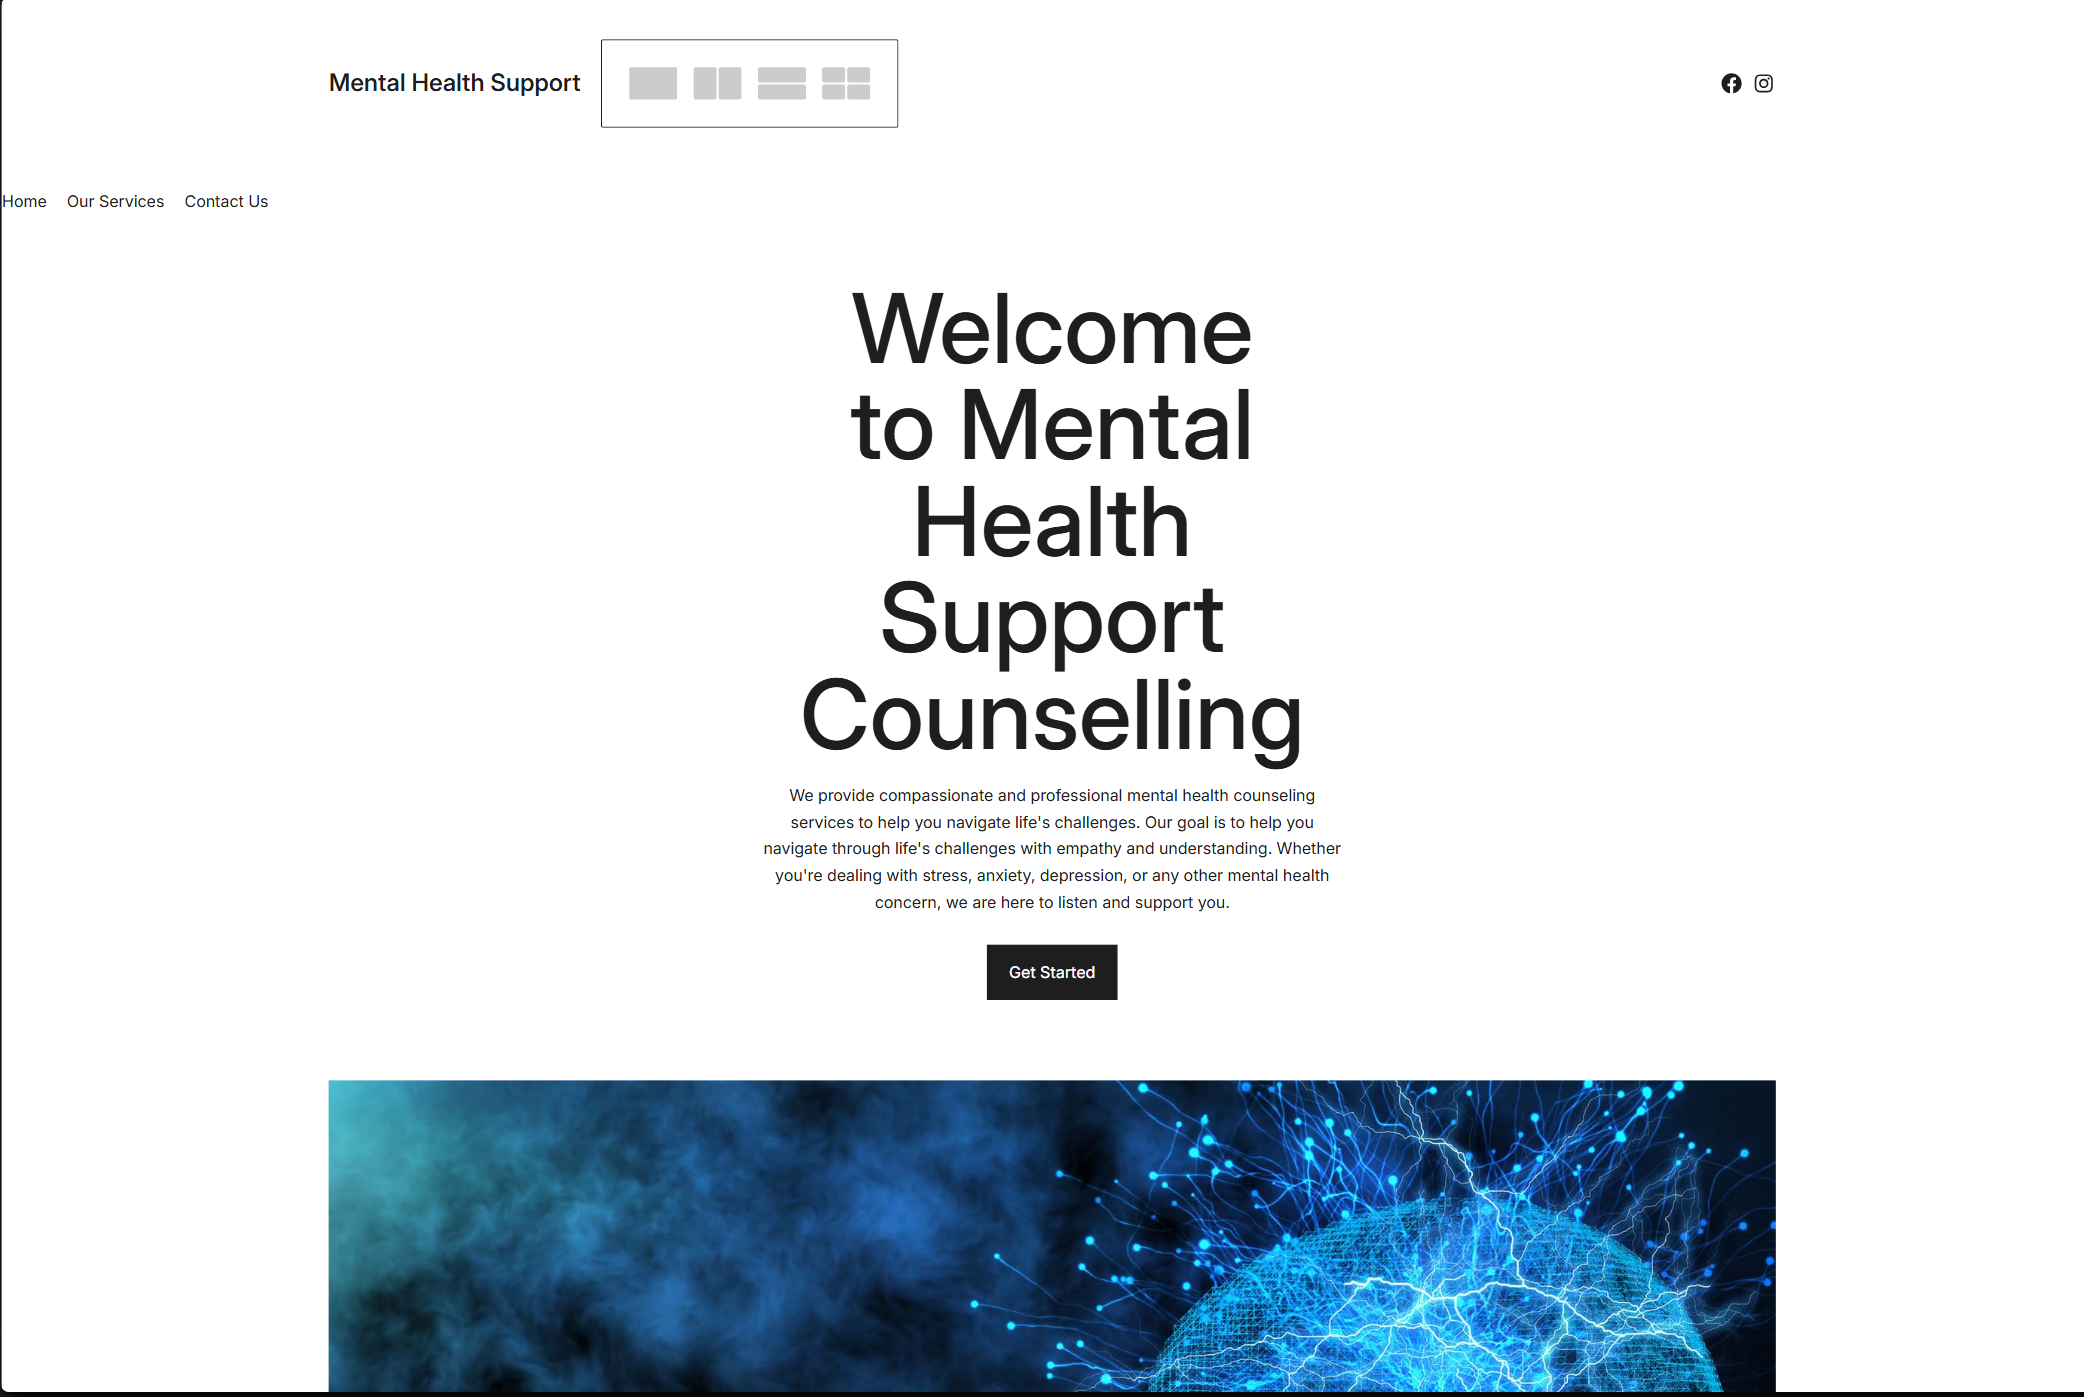 Mental Health Support
Home Our Services Contact Us
Welcome
to Mental
Health
Support
Counselling
We provide compassionate and professional mental health counseling
services to help you navigate life's challenges. Our goal is to help you
navigate through life's challenges with empathy and understanding. Whether
you're dealing with stress, anxiety, depression, or any other mental health
concern, we are here to listen and support you.
Get Started